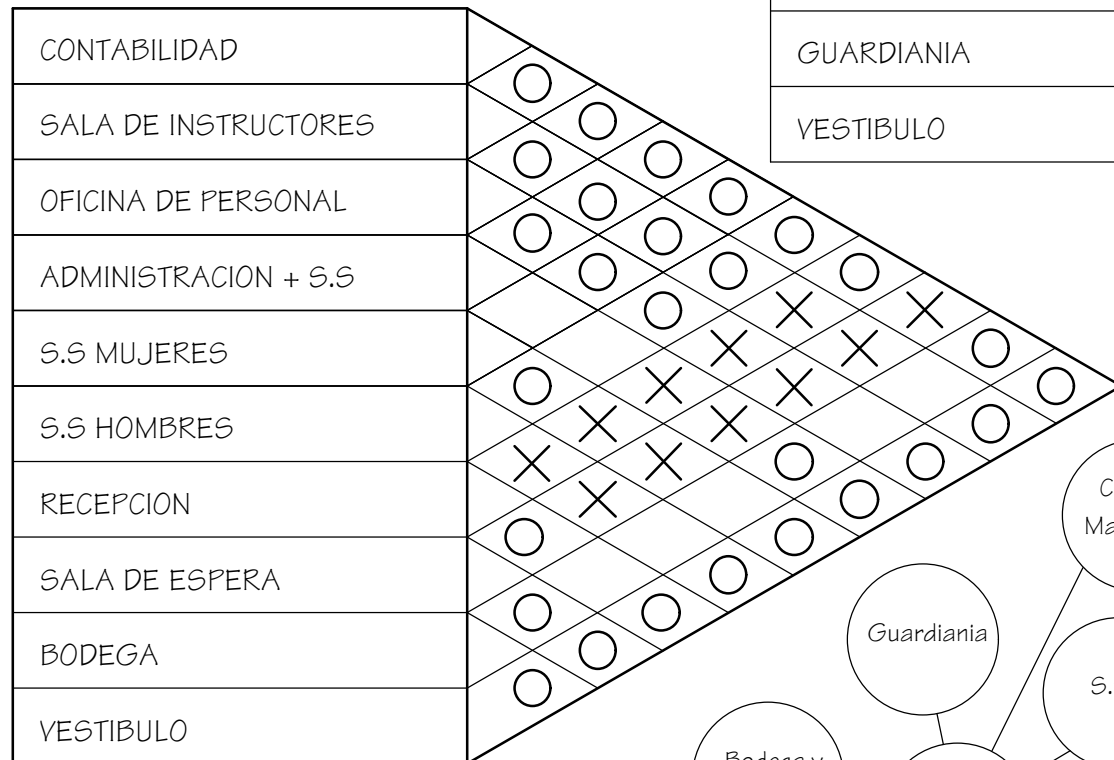 CONTABILIDAD
SALA DE INSTRUCTORES
OFICINA DE PERSONAL
ADMINISTRACION + S.S
S.S MUJERES
S.S HOMBRES
RECEPCION
SALA DE ESPERA
BODEGA
VESTIBULO
GUARDIANIA
VESTIBULO
Guardiania